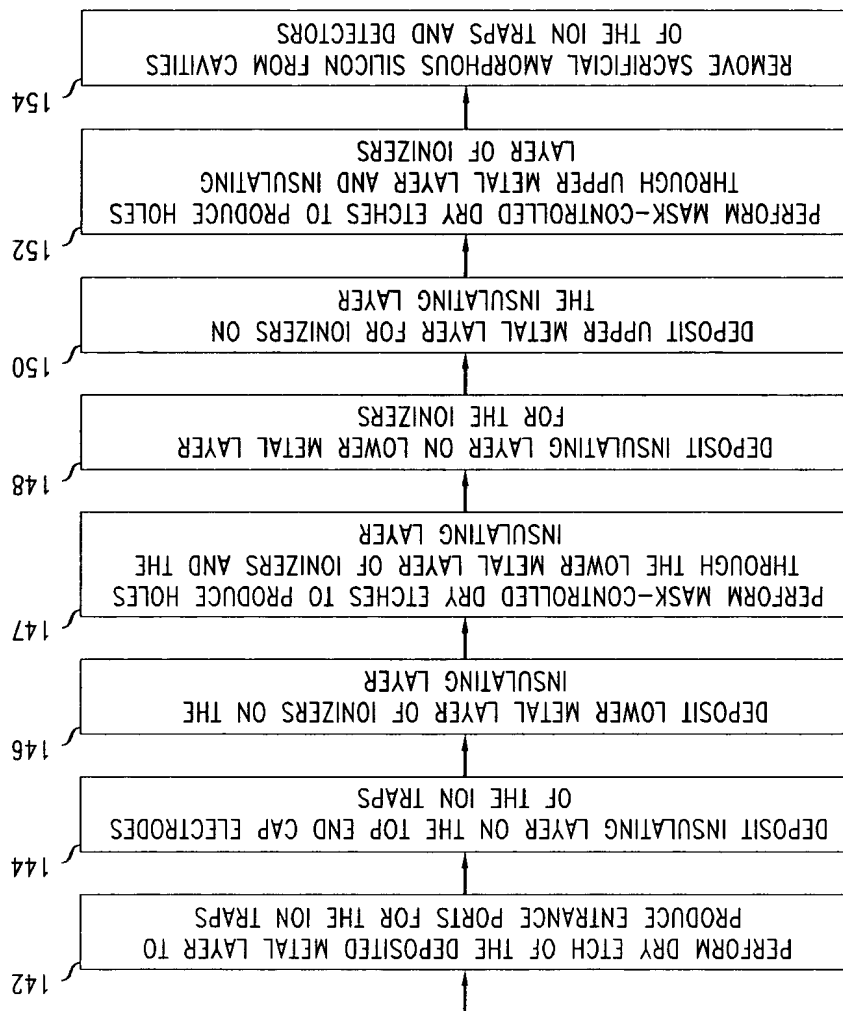 142
PERFORM DRY ETCH OF THE DEPOSITED METAL LAYER TO
PRODUCE ENTRANCE PORTS FOR THE ION TRAPS
144
DEPOSIT INSULATING LAYER ON THE TOP END CAP ELECTRODES
OF THE ION TRAPS
146
DEPOSIT LOWER METAL LAYER OF IONIZERS ON THE
INSULATING LAYER
147
PERFORM MASK-CONTROLLED DRY ETCHES TO PRODUCE HOLES
THROUGH THE LOWER METAL LAYER OF IONIZERS AND THE
INSULATING LAYER
148
DEPOSIT INSULATING LAYER ON LOWER METAL LAYER
FOR THE IONIZERS
150
DEPOSIT UPPER METAL LAYER FOR IONIZERS ON
THE INSULATING LAYER
152
PERFORM MASK-CONTROLLED DRY ETCHES TO PRODUCE HOLES
THROUGH UPPER METAL LAYER AND INSULATING
LAYER OF IONIZERS
154
REMOVE SACRIFICIAL AMORPHOUS SILICON FROM CAVITIES
OF THE ION TRAPS AND DETECTORS